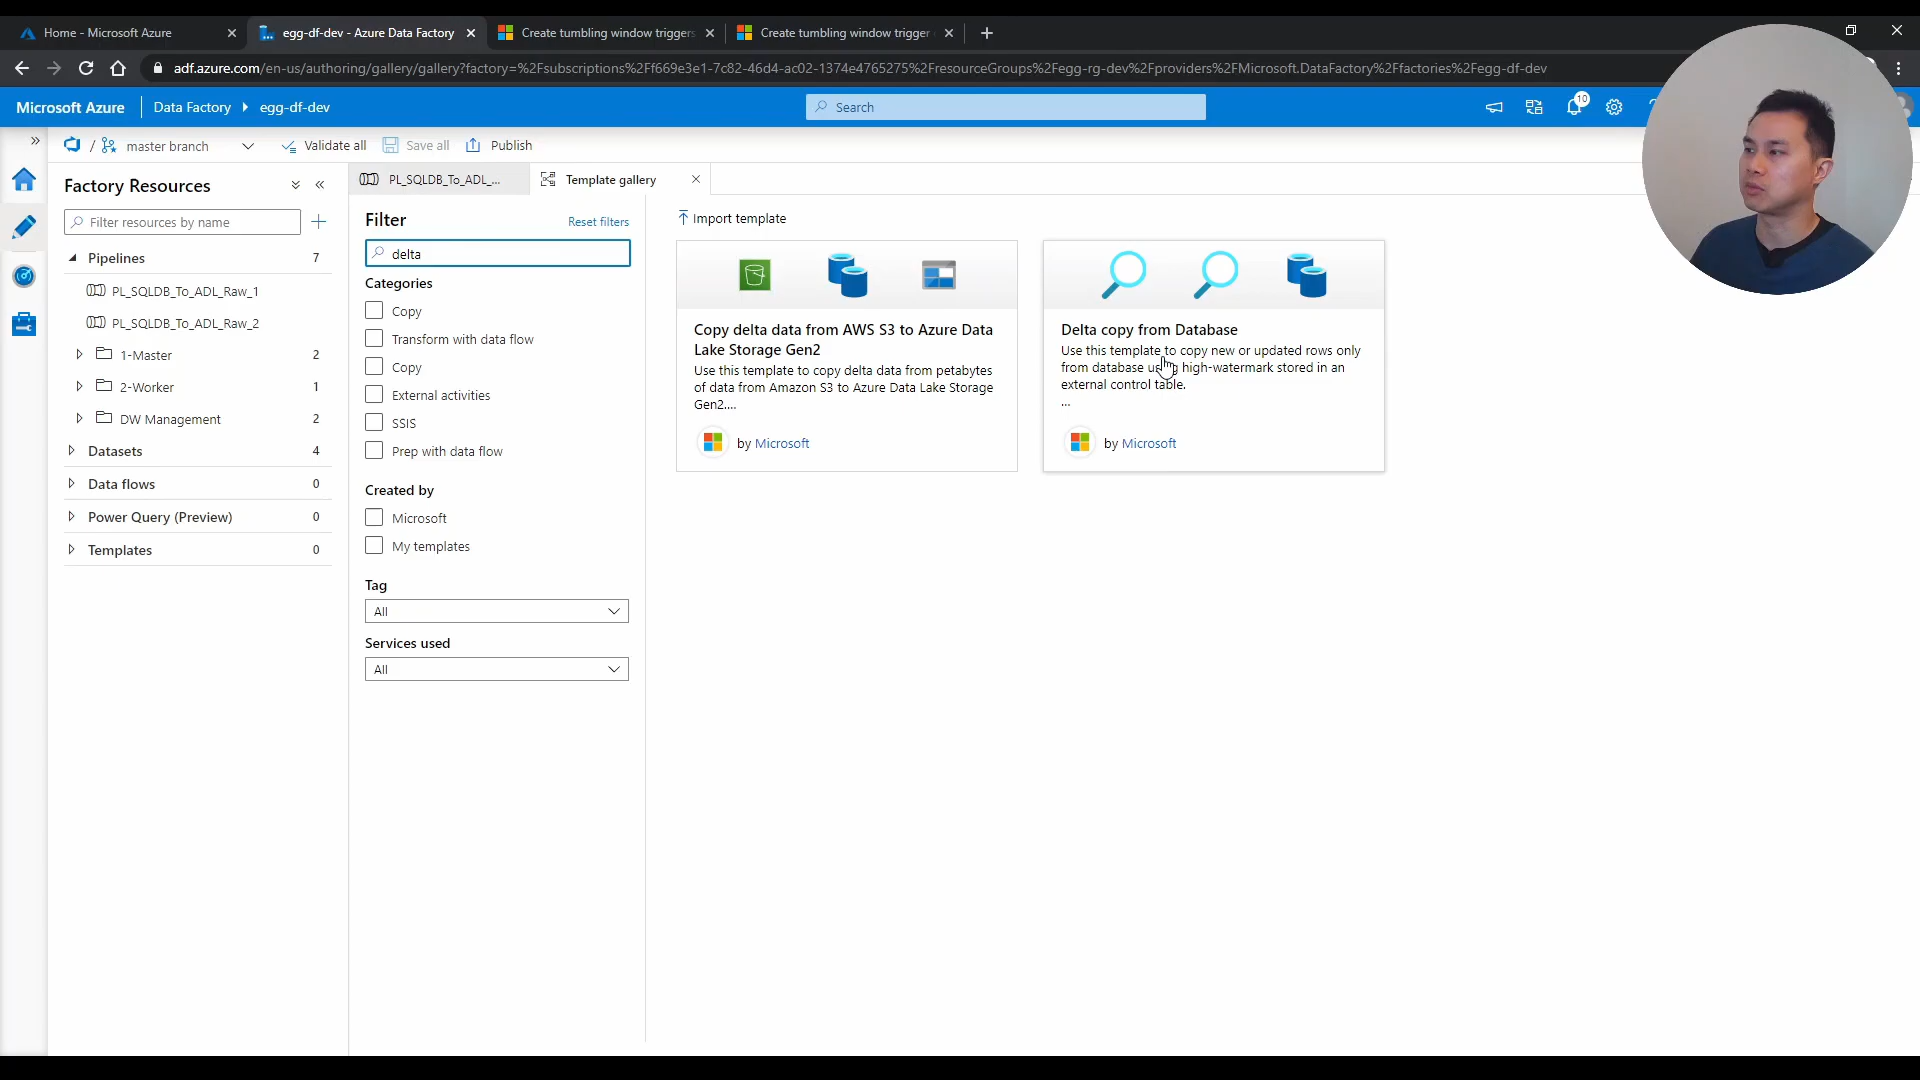 Home - Microsoft Azure
egg-df-dev - Azure Data Factory
Create tumbling window triggers
Create tumbling window trigger
adf.azure.com/en-us/authoring/gallery/gallery?factory=%2Fsubscriptions%2Ff669e3e1-7c82-46d4-ac02-1374e4765275%2FresourceGroups%2Fegg-rg-dev%2Fproviders%2FMicrosoft.DataFactory%2Ffactories%2Fegg-df-dev
Microsoft Azure
Data Factory
egg-df-dev
Search
10
/
master branch
Validate all
Save all
Publish
Factory Resources
Filter resources by name
Pipelines 7
PL_SQLDB_To_ADL_Raw_1
PL_SQLDB_To_ADL_Raw_2
1-Master 2
2-Worker 1
DW Management 2
Datasets 4
Data flows 0
Power Query (Preview) 0
Templates 0
PL_SQLDB_To_ADL_...
Template gallery
Filter
Reset filters
delta
Categories
Copy
Transform with data flow
Copy
External activities
SSIS
Prep with data flow
Created by
Microsoft
My templates
Tag
All
Services used
All
Import template
Copy delta data from AWS S3 to Azure Data
Lake Storage Gen2
Use this template to copy delta data from petabytes
of data from Amazon S3 to Azure Data Lake Storage
Gen2....
by Microsoft
Delta copy from Database
Use this template to copy new or updated rows only
from database using high-watermark stored in an
external control table.
...
by Microsoft